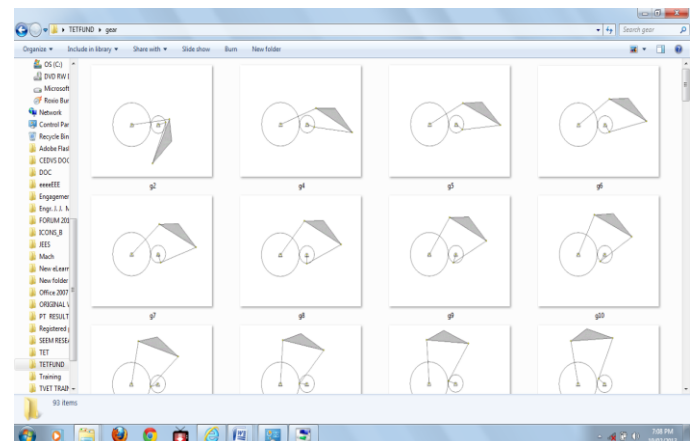 TETFUND ▸ gear
Search gear
Organize ▾ Include in library ▾ Share with ▾ Slide show Burn New folder
OS (C:)
DVD RW (
Microsoft
Roxio Bur
Network
Control Par
Recycle Bin
Adobe Flash
CEDVS DOC
DOC
eeeeEEE
Engagemer
Engr. J. J. N
FORUM 201
ICONS_B
JEES
Mach
New eLearn
New folder
Office 2007
ORIGINAL V
PT RESULT
Registered
SEEM RESEA
TET
TETFUND
Training
TVET TRAIN
g2
g4
g5
g6
g7
g8
g9
g10
93 items
7:08 PM